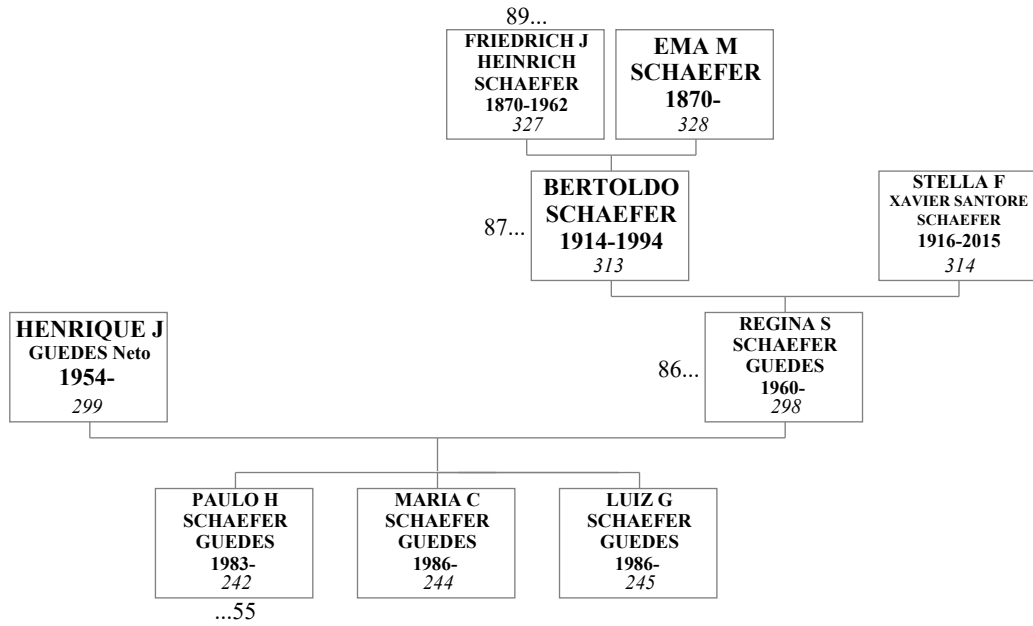 89...
FRIEDRICH J
HEINRICH
SCHAEFER
1870-1962
327
EMA M
SCHAEFER
1870-
328
87...
BERTOLDO
SCHAEFER
1914-1994
313
STELLA F
XAVIER SANTORE
SCHAEFER
1916-2015
314
HENRIQUE J
GUEDES Neto
1954-
299
86...
REGINA S
SCHAEFER
GUEDES
1960-
298
PAULO H
SCHAEFER
GUEDES
1983-
242
MARIA C
SCHAEFER
GUEDES
1986-
244
LUIZ G
SCHAEFER
GUEDES
1986-
245
...55